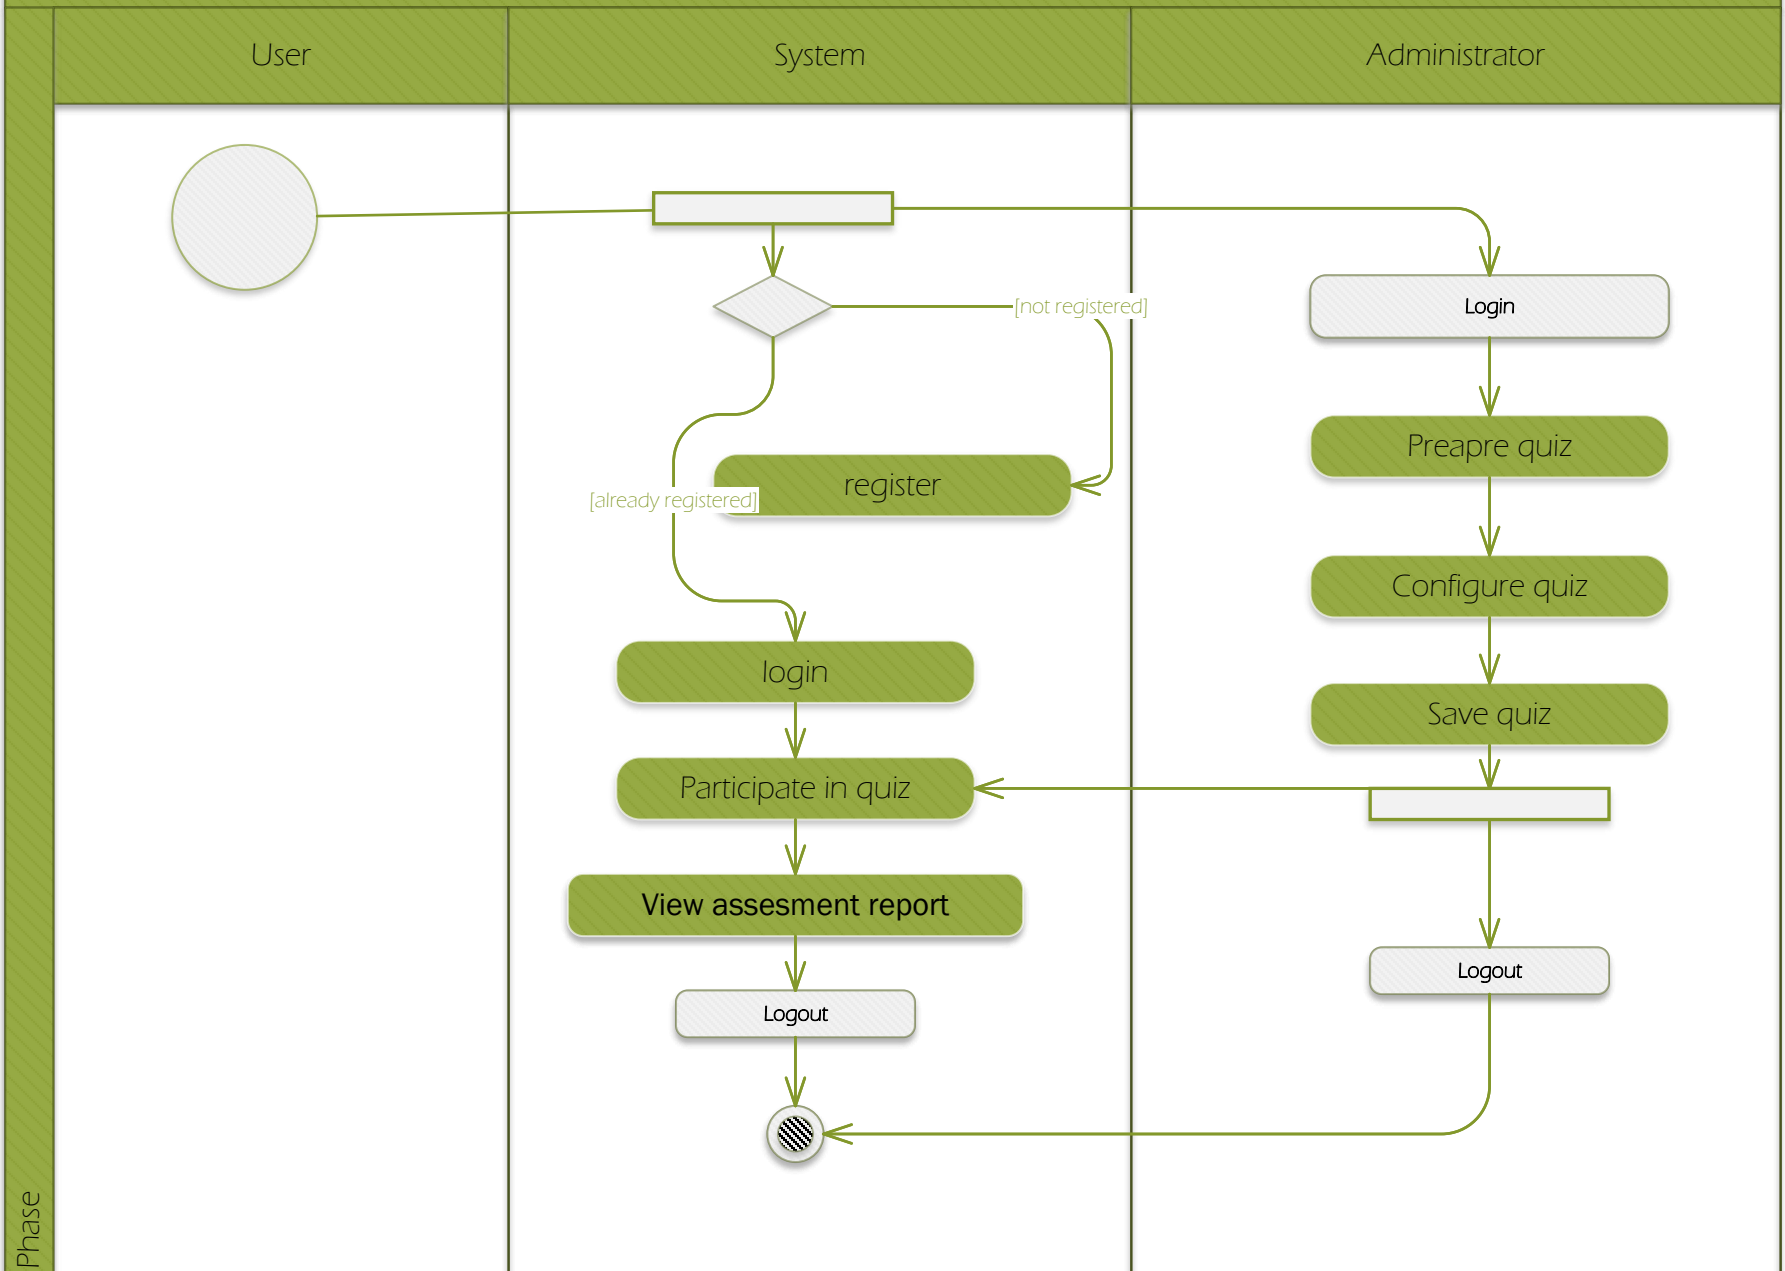 User
System
Administrator
[not registered]
Login
Preapre quiz
register
[already registered]
Configure quiz
login
Save quiz
Participate in quiz
View assesment report
Logout
Logout
Phase